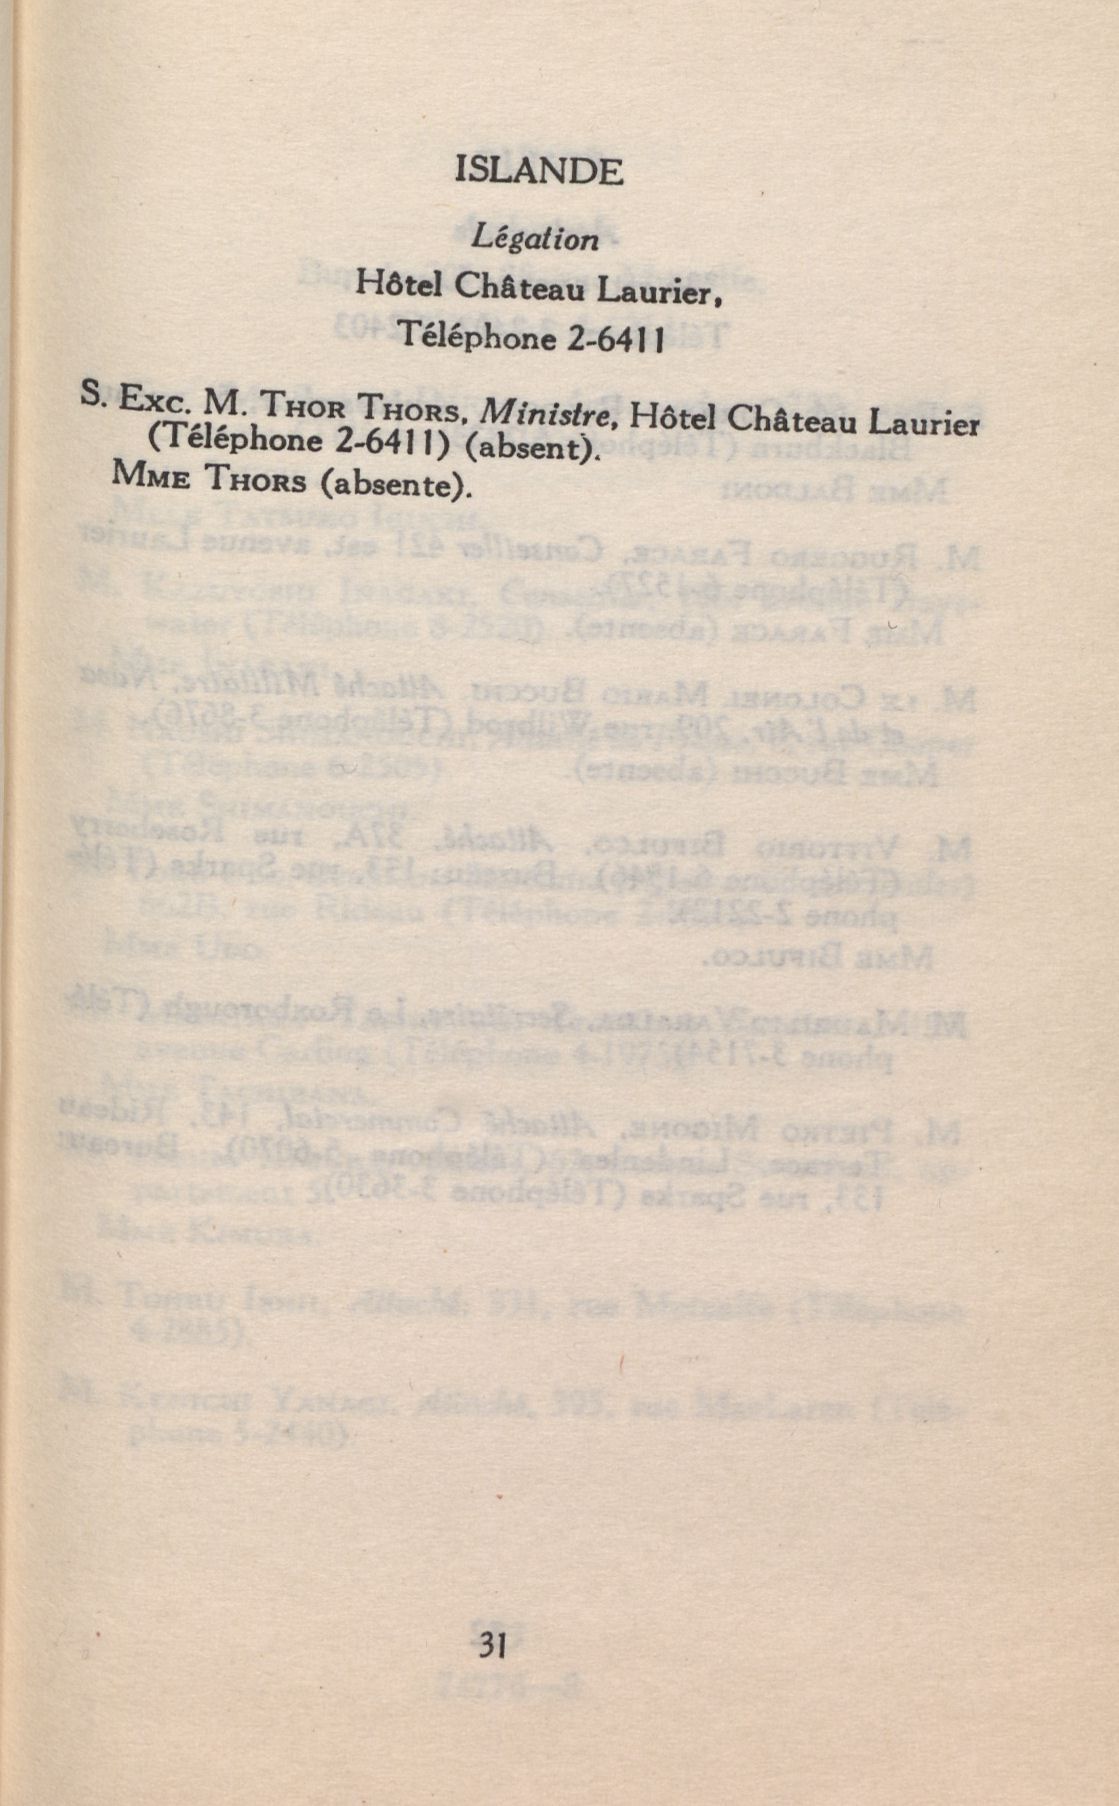 ISLANDE
Légation
Hôtel Château Laurier,
Téléphone 2-6411
S. Exc. M. Thor Thors, Ministre, Hôtel Château Laurier
(Téléphone 2-6411) (absent).
Mme Thors (absente).
31